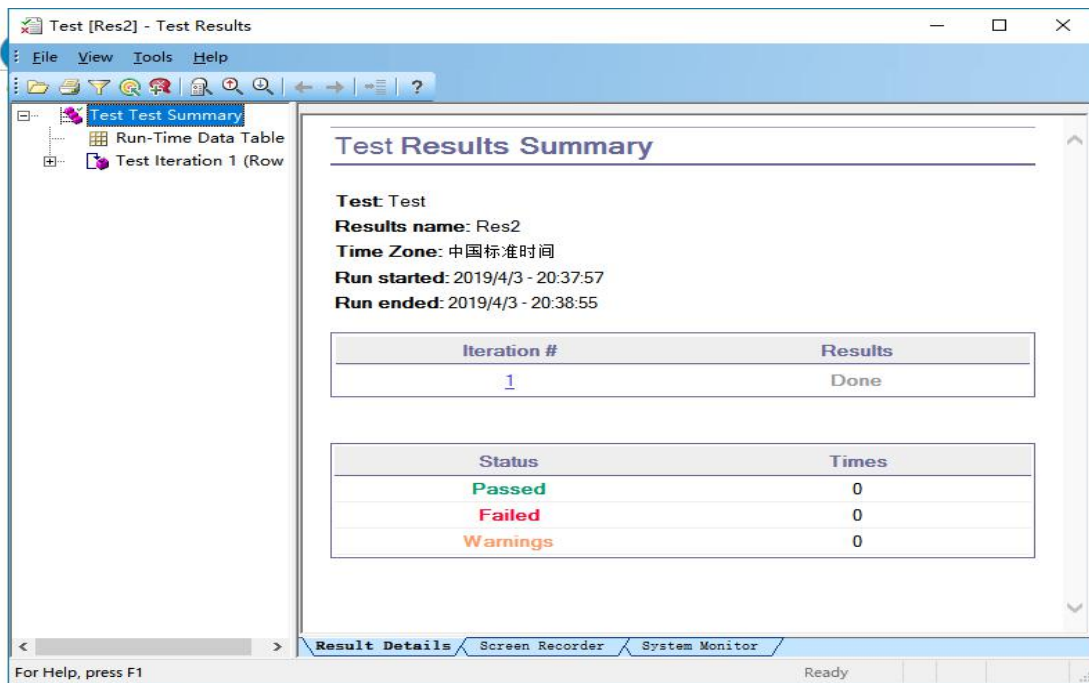 Test [Res2] - Test Results
File View Tools Help
?
Test Test Summary
Run-Time Data Table
Test Iteration 1 (Row
Test Results Summary
Test: Test
Results name: Res2
Time Zone: 中国标准时间
Run started: 2019/4/3 - 20:37:57
Run ended: 2019/4/3 - 20:38:55
Iteration # Results
1 Done
Status Times
Passed 0
Failed 0
Warnings 0
Result Details Screen Recorder System Monitor
For Help, press F1 Ready